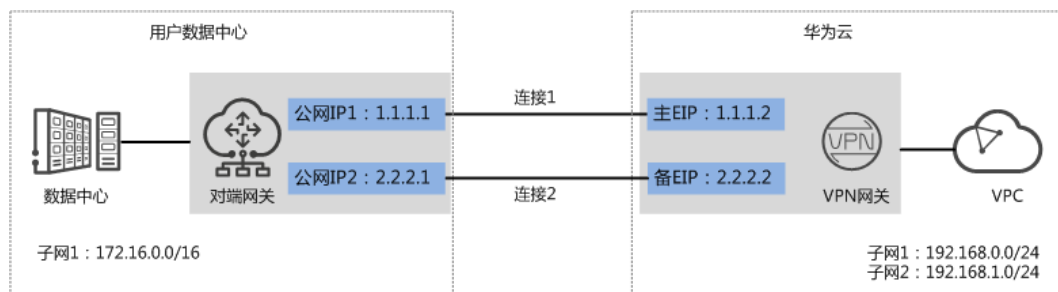 用户数据中心
华为云
公网IP1：1.1.1.1
连接1
主EIP：1.1.1.2
VPN
公网IP2：2.2.2.1
连接2
备EIP：2.2.2.2
数据中心
对端网关
VPN网关
VPC
子网1：172.16.0.0/16
子网1：192.168.0.0/24
子网2：192.168.1.0/24